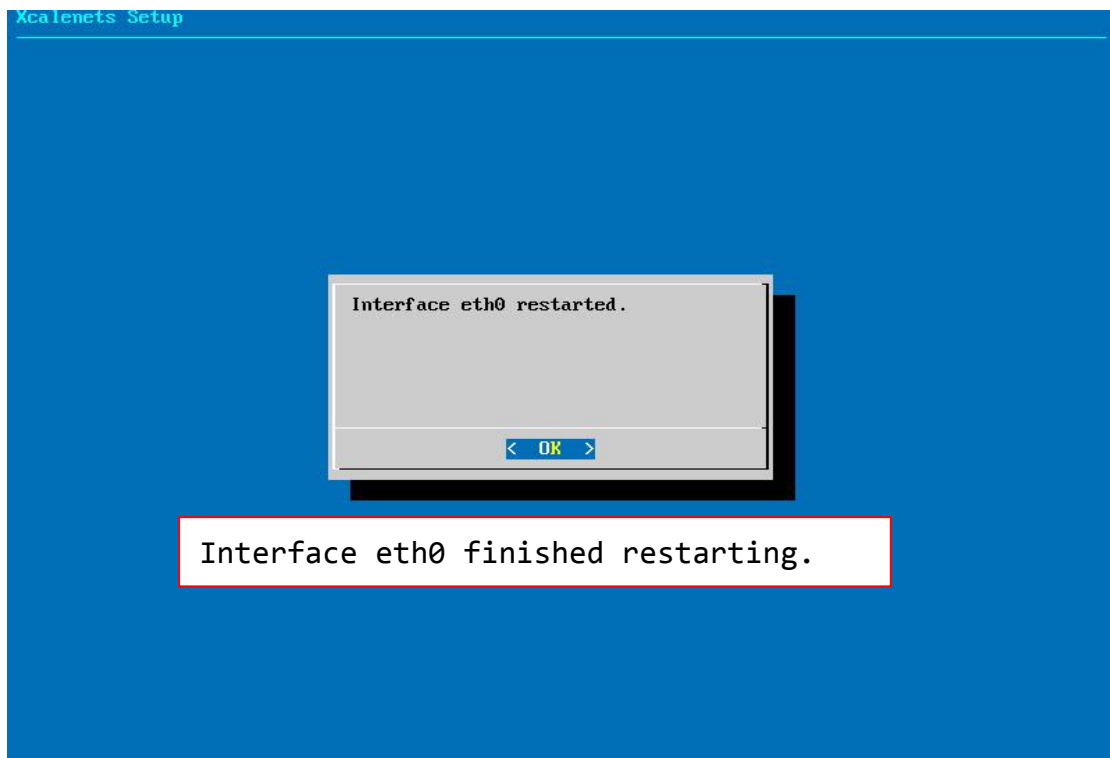 Xcalenets Setup
Interface eth0 restarted.
< OK >
Interface eth0 finished restarting.